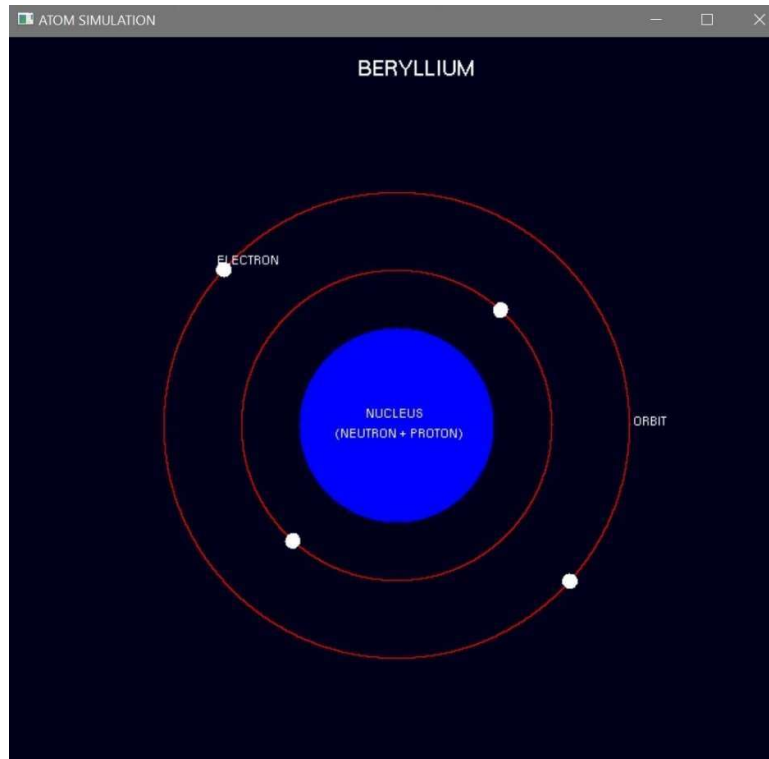 ATOM SIMULATION
BERYLLIUM
ELECTRON
NUCLEUS
(NEUTRON + PROTON)
ORBIT